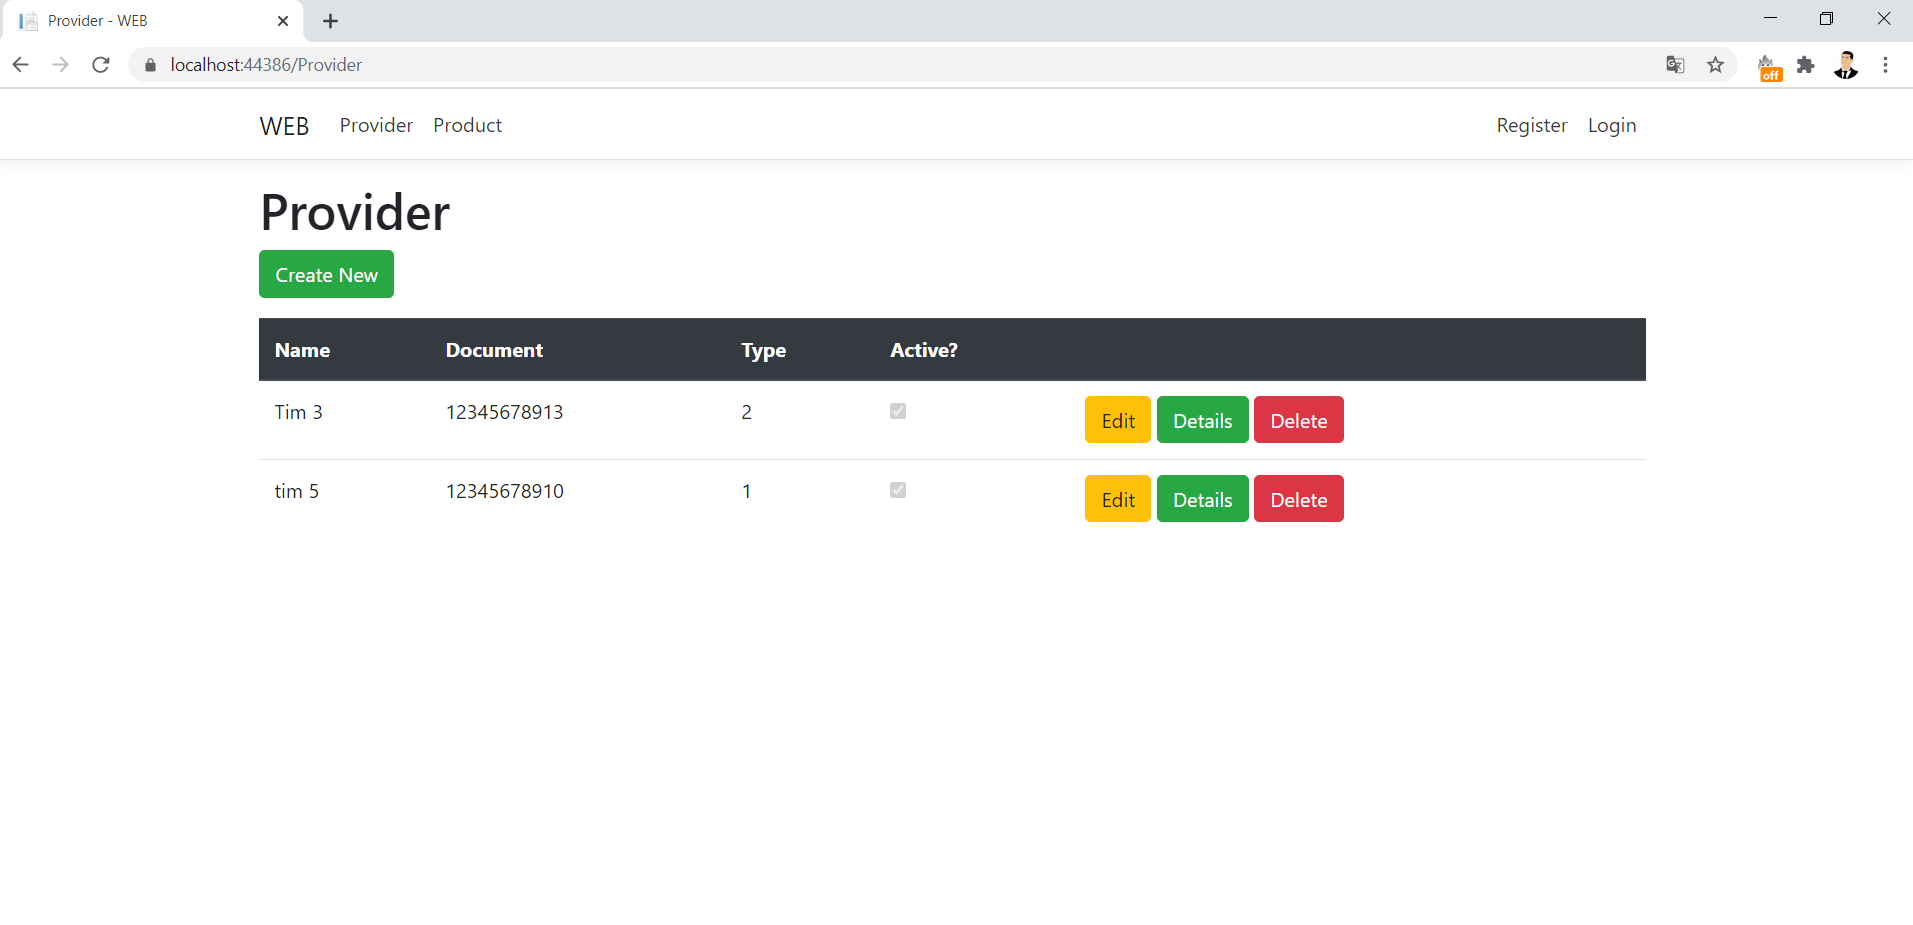 Provider - WEB
localhost:44386/Provider
off
WEB Provider Product Register Login
Provider
Create New
Name Document Type Active?
Tim 3 12345678913 2 Edit Details Delete
tim 5 12345678910 1 Edit Details Delete